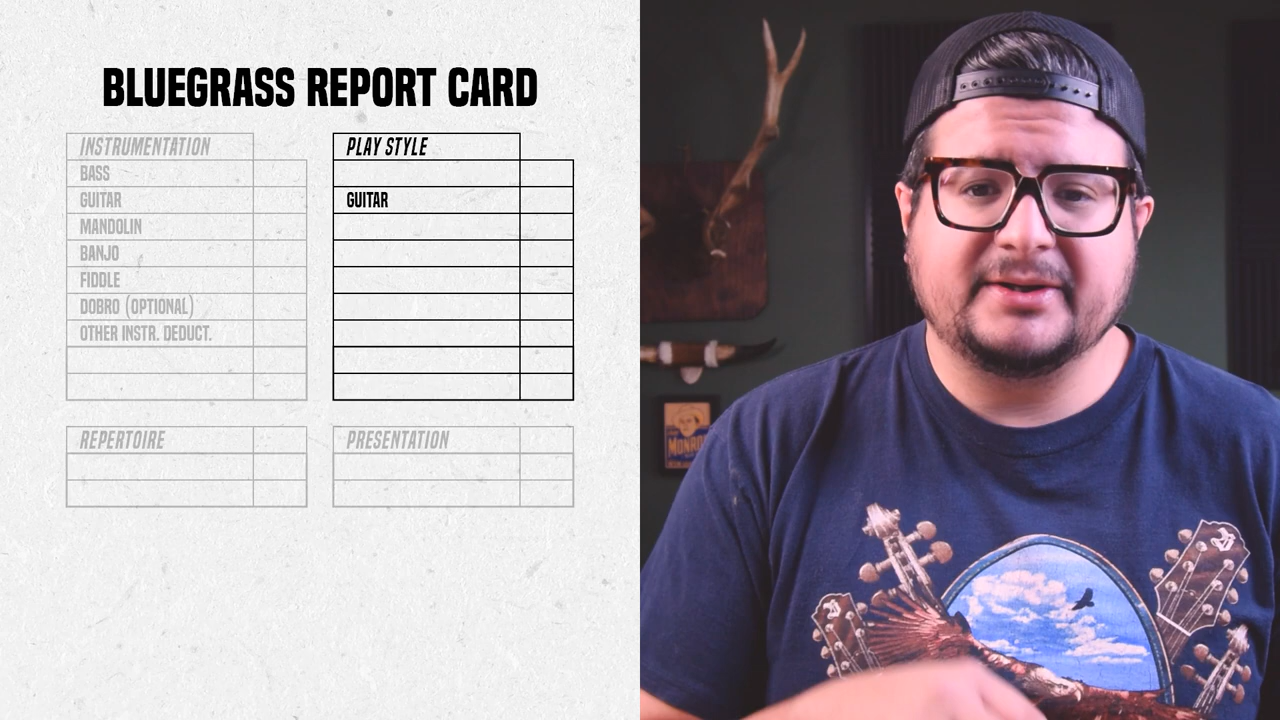 BLUEGRASS REPORT CARD
INSTRUMENTATION
BASS
GUITAR
MANDOLIN
BANJO
FIDDLE
DOBRO (OPTIONAL)
OTHER INSTR. DEDUCT.
PLAY STYLE
GUITAR
REPERTOIRE
PRESENTATION
MONROE